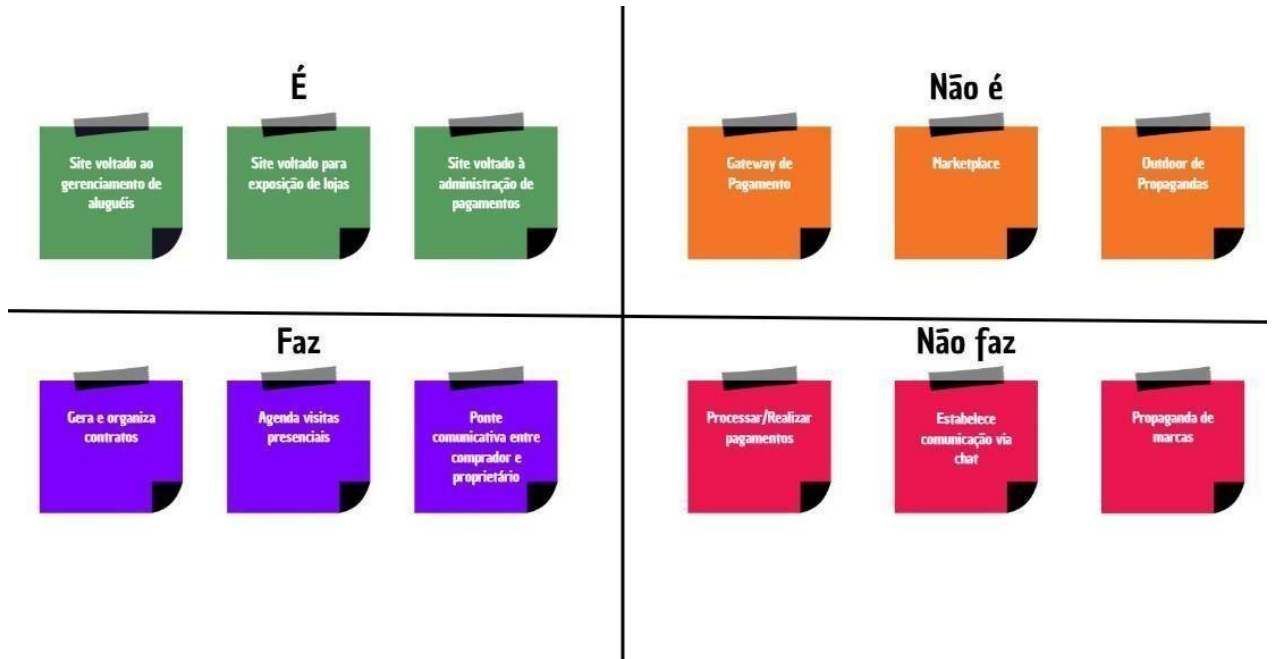 É
Site voltado ao
gerenciamento de
aluguéis
Site voltado para
exposição de lojas
Site voltado à
administração de
pagamentos
Não é
Gateway de
Pagamento
Marketplace
Outdoor de
Propagandas
Faz
Gera e organiza
contratos
Agenda visitas
presenciais
Ponte
comunicativa entre
comprador e
proprietário
Não faz
Processar/Realizar
pagamentos
Estabelece
comunicação via
chat
Propaganda de
marcas